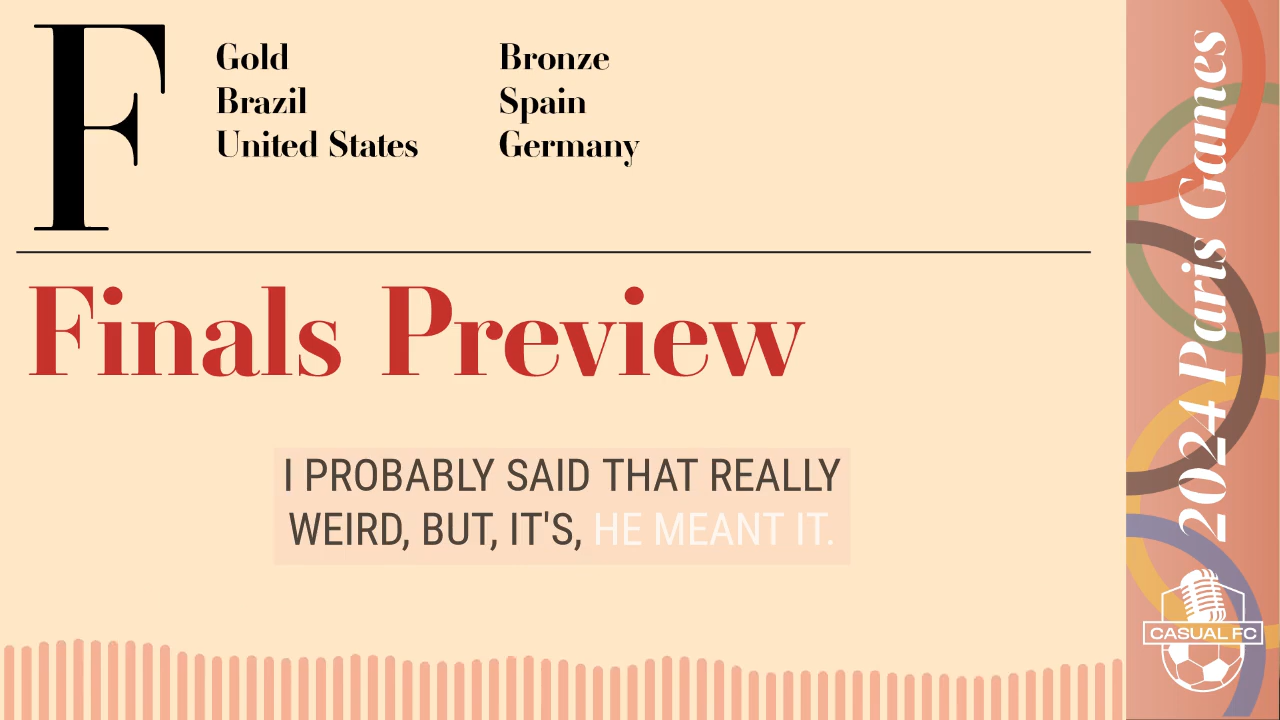 F
Gold
Brazil
United States
Bronze
Spain
Germany
Finals Preview
I PROBABLY SAID THAT REALLY
WEIRD, BUT, IT'S, HE MEANT IT.
2024 Paris Games
CASUAL FC